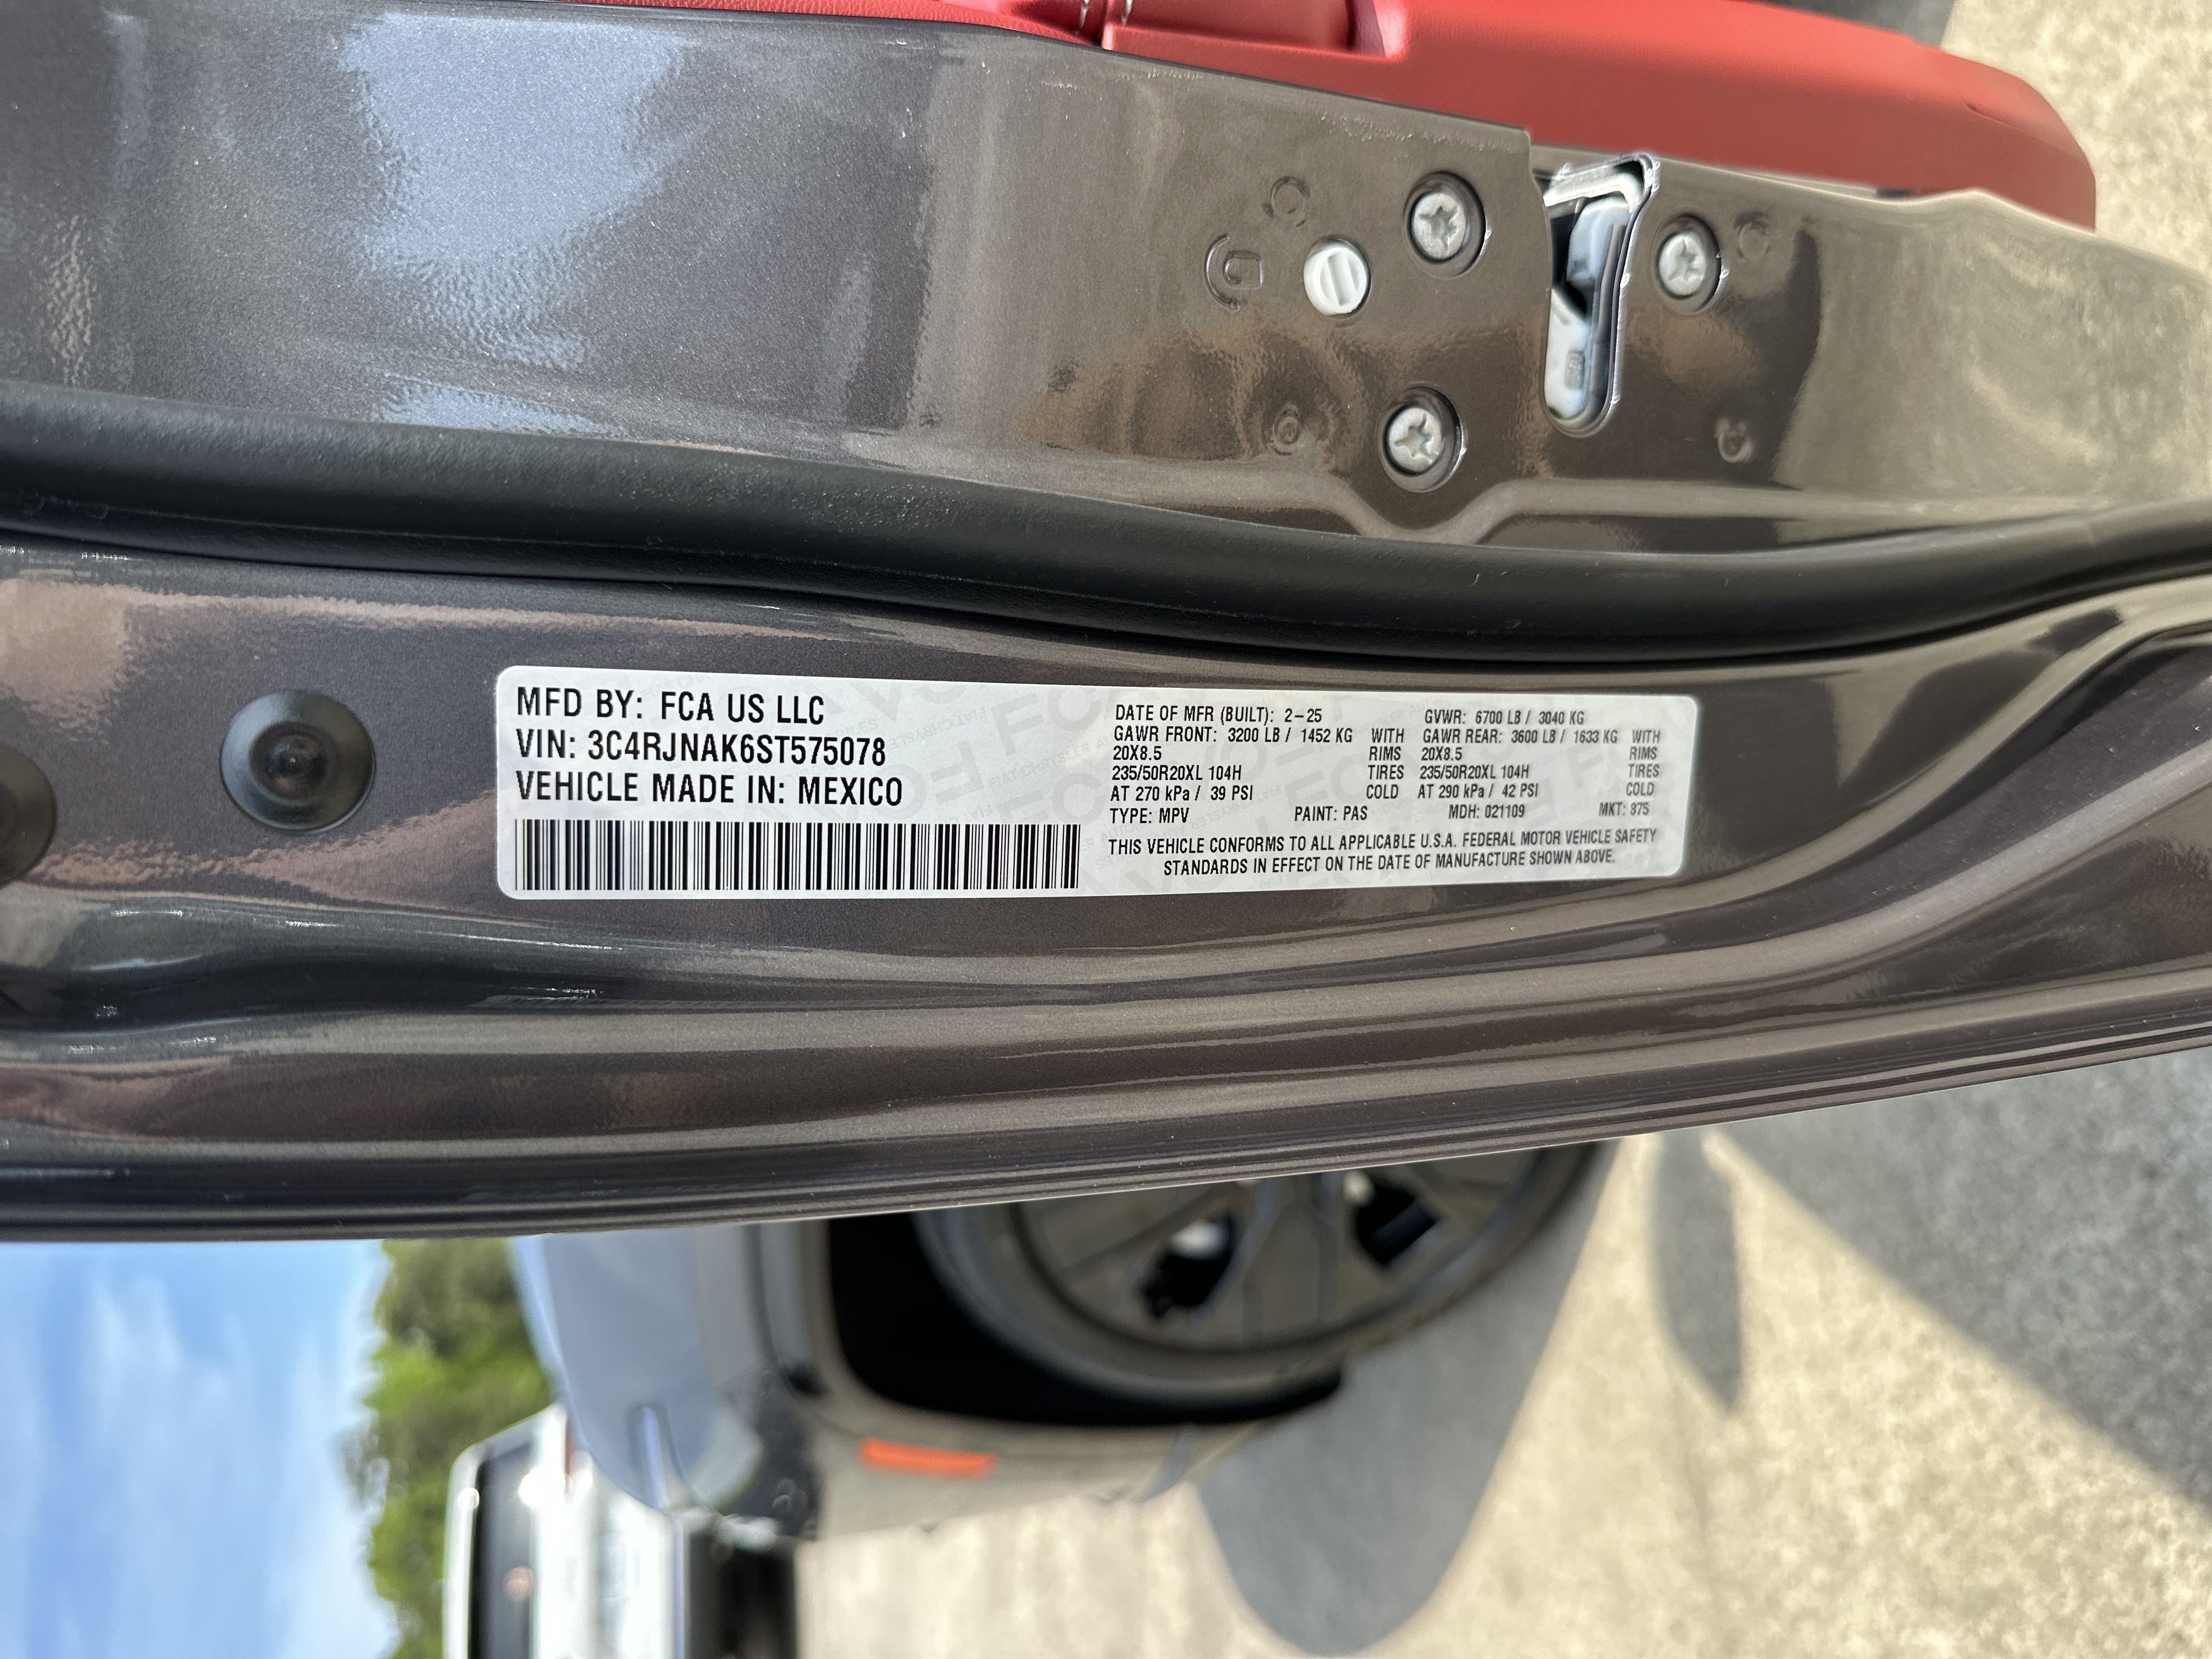 MFD BY: FCA US LLC
VIN: 3C4RJNAK6ST575078
VEHICLE MADE IN: MEXICO
DATE OF MFR (BUILT): 2-25 GVWR: 6700 LB / 3040 KG
GAWR FRONT: 3200 LB / 1452 KG WITH GAWR REAR: 3600 LB / 1633 KG WITH
20X8.5 RIMS 20X8.5 RIMS
235/50R20XL 104H TIRES 235/50R20XL 104H TIRES
AT 270 kPa / 39 PSI COLD AT 290 kPa / 42 PSI COLD
TYPE: MPV PAINT: PAS MDH: 021109 MKT: 875
THIS VEHICLE CONFORMS TO ALL APPLICABLE U.S.A. FEDERAL MOTOR VEHICLE SAFETY
STANDARDS IN EFFECT ON THE DATE OF MANUFACTURE SHOWN ABOVE.